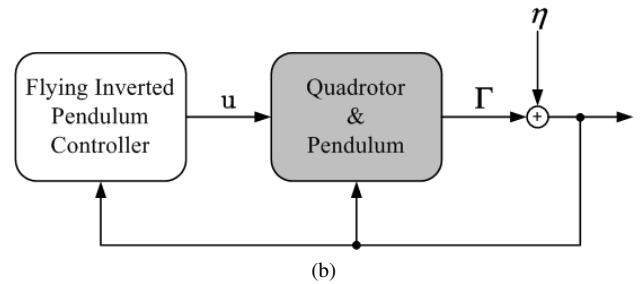 η
Flying Inverted
Pendulum
Controller
u
Quadrotor
&
Pendulum
Γ
+
(b)